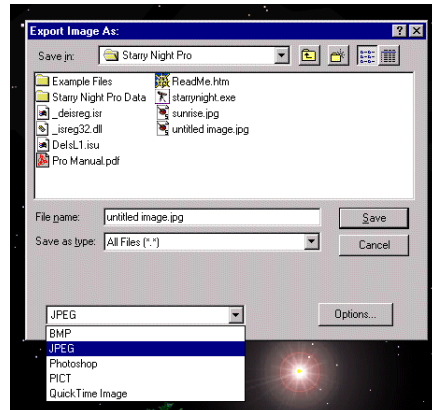 Export Image As:
Save in: Starry Night Pro
Example Files
Starry Night Pro Data
_deisreg.isr
_isreg32.dll
DelsL1.isu
Pro Manual.pdf
ReadMe.htm
starrynight.exe
sunrise.jpg
untitled image.jpg
File name: untitled image.jpg Save
Save as type: All Files (*.*) Cancel
JPEG Options...
BMP
JPEG
Photoshop
PICT
QuickTime Image